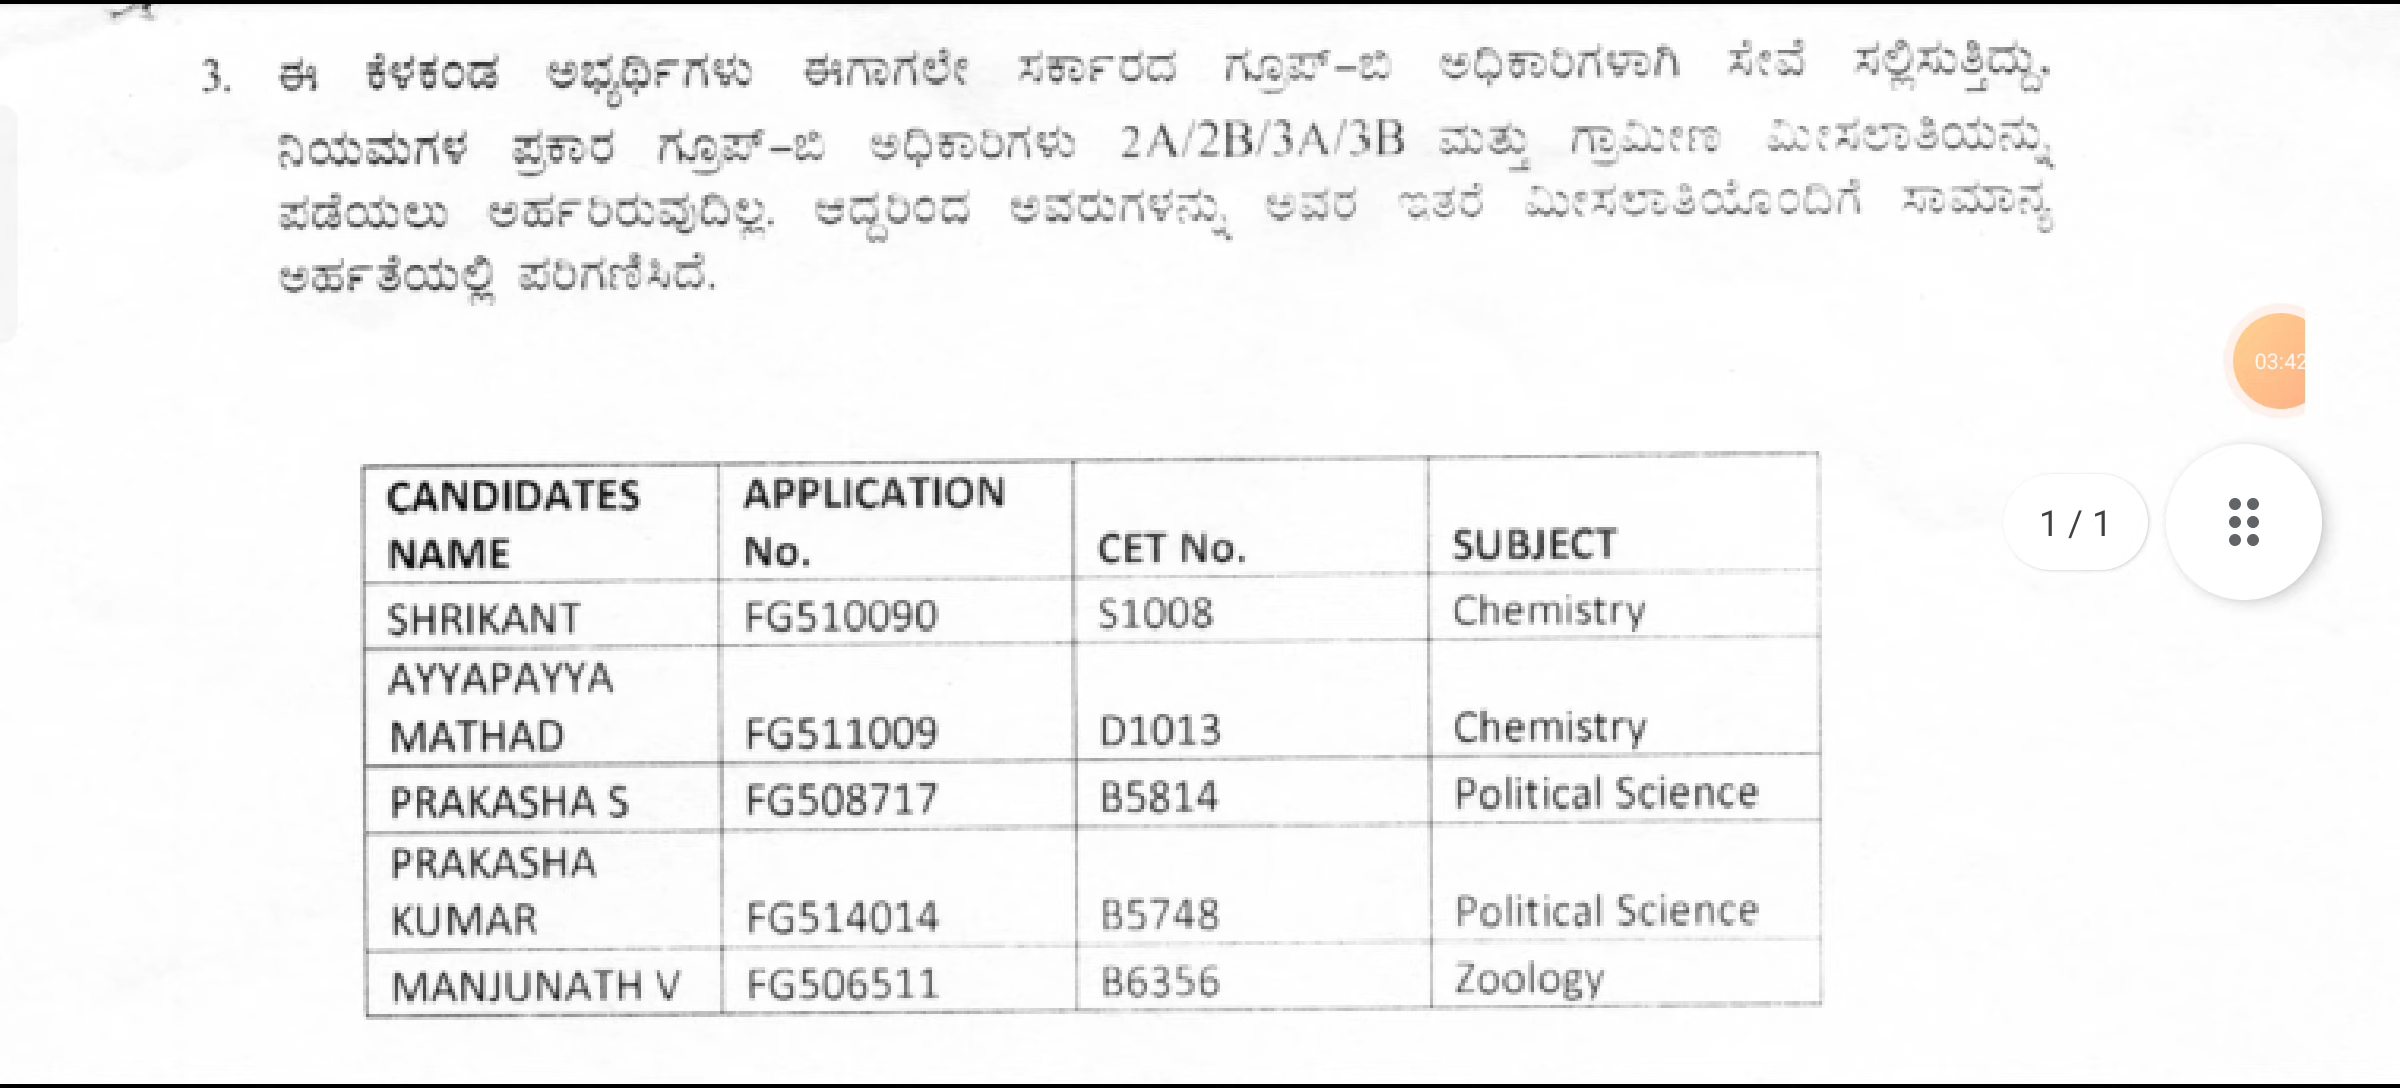 3. ಈ ಕೆಳಕಂಡ ಅಭ್ಯರ್ಥಿಗಳು ಈಗಾಗಲೇ ಸರ್ಕಾರದ ಗ್ರೂಪ್-ಬಿ ಅಧಿಕಾರಿಗಳಾಗಿ ಸೇವೆ ಸಲ್ಲಿಸುತ್ತಿದ್ದು,
ನಿಯಮಗಳ ಪ್ರಕಾರ ಗ್ರೂಪ್-ಬಿ ಅಧಿಕಾರಿಗಳು 2A/2B/3A/3B ಮತ್ತು ಗ್ರಾಮೀಣ ಮೀಸಲಾತಿಯನ್ನು
ಪಡೆಯಲು ಅರ್ಹರಿರುವುದಿಲ್ಲ. ಆದ್ದರಿಂದ ಅವರುಗಳನ್ನು ಅವರ ಇತರೆ ಮೀಸಲಾತಿಯೊಂದಿಗೆ ಸಾಮಾನ್ಯ
ಅರ್ಹತೆಯಲ್ಲಿ ಪರಿಗಣಿಸಿದೆ.
03:42
1 / 1
CANDIDATES NAME APPLICATION No. CET No. SUBJECT
SHRIKANT FG510090 S1008 Chemistry
AYYAPAYYA MATHAD FG511009 D1013 Chemistry
PRAKASHA S FG508717 B5814 Political Science
PRAKASHA KUMAR FG514014 B5748 Political Science
MANJUNATH V FG506511 B6356 Zoology